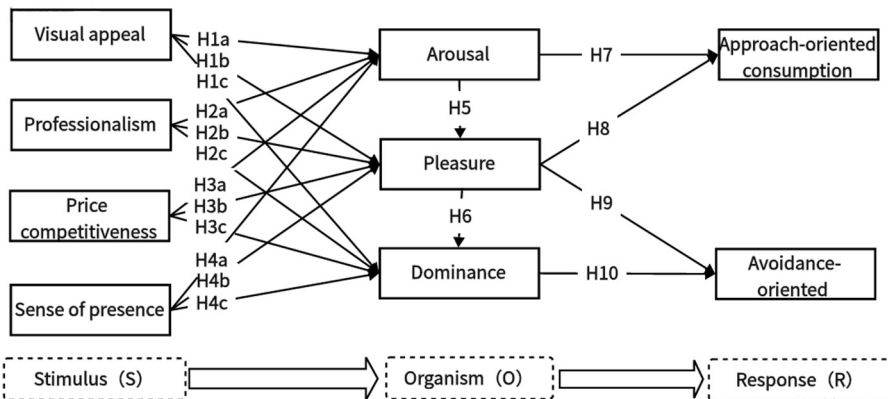 Visual appeal
Professionalism
Price
competitiveness
Sense of presence
H1a
H1b
H1c
H2a
H2b
H2c
H3a
H3b
H3c
H4a
H4b
H4c
Arousal
H5
Pleasure
H6
Dominance
H7
H8
H9
H10
Approach-oriented
consumption
Avoidance-
oriented
Stimulus（S）
Organism（O）
Response（R）